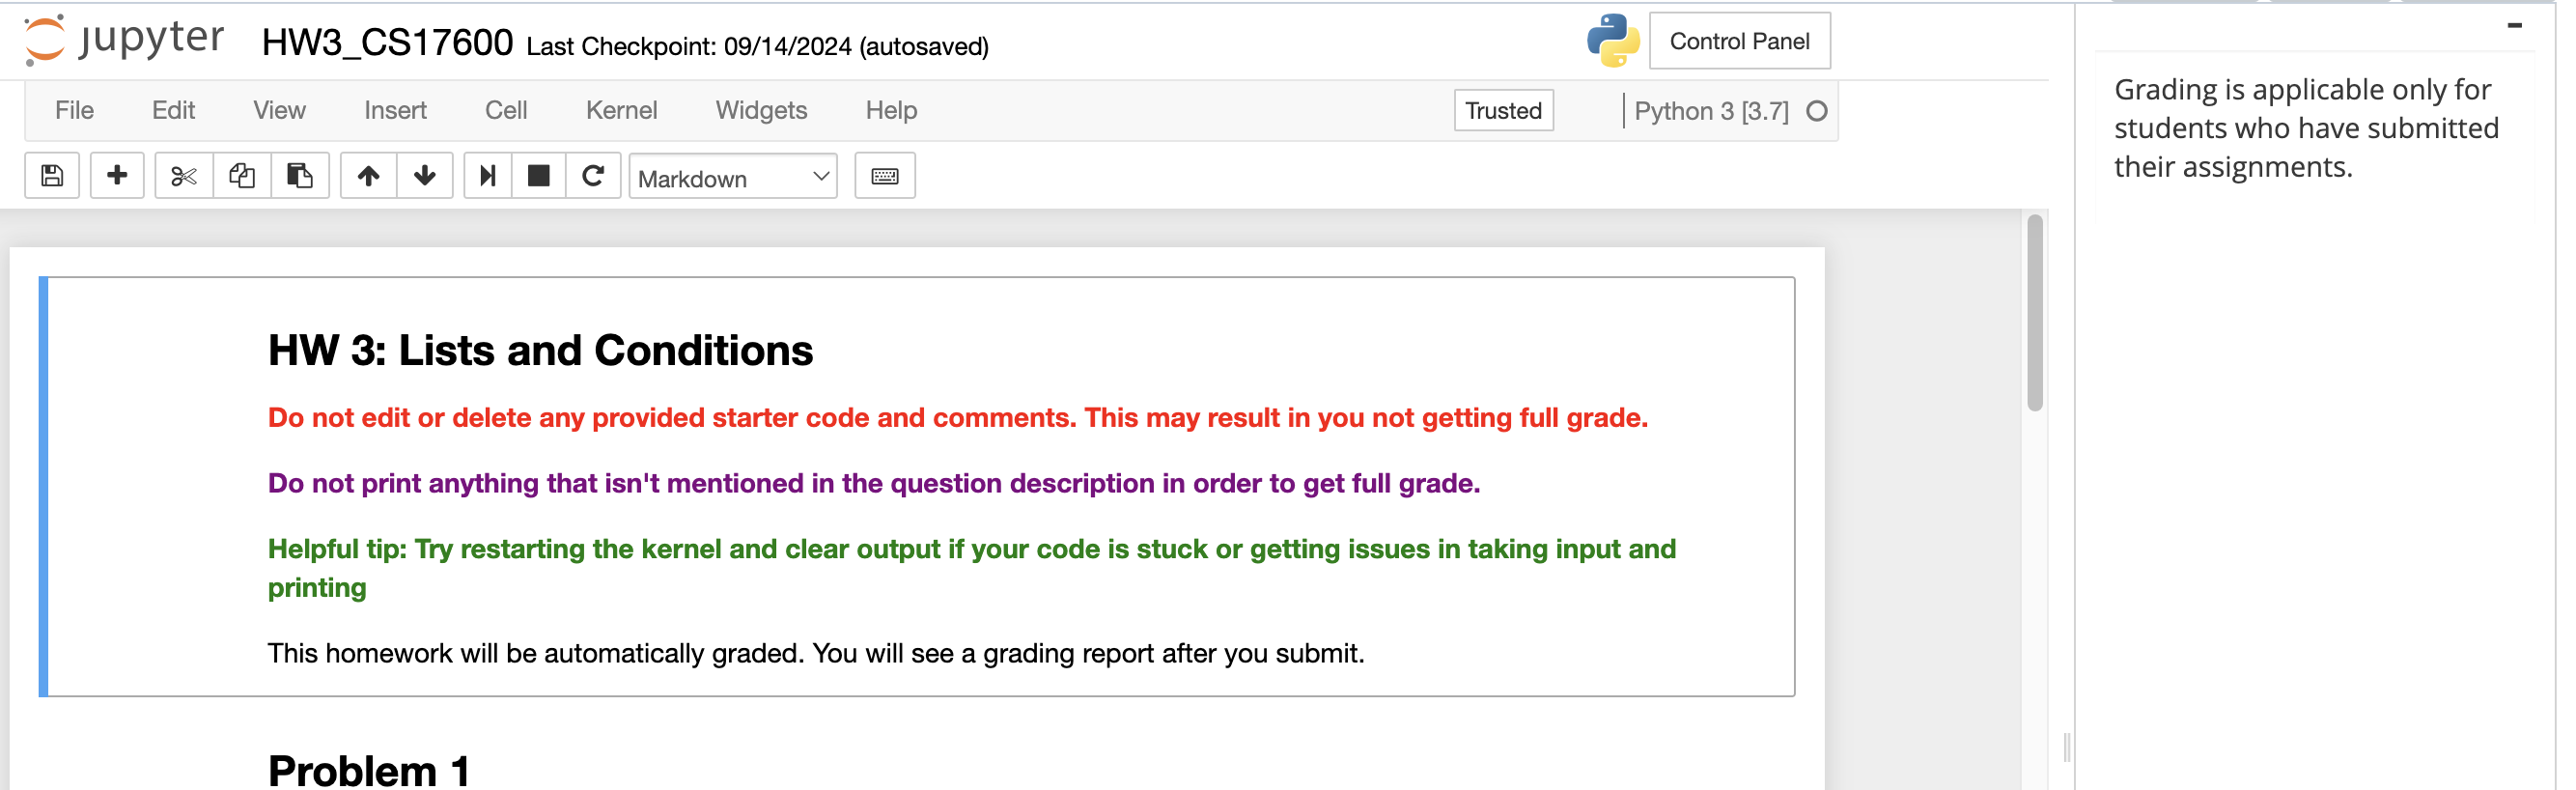 jupyter HW3_CS17600 Last Checkpoint: 09/14/2024 (autosaved)
Control Panel
File Edit View Insert Cell Kernel Widgets Help
Trusted
Python 3 [3.7]
Markdown
HW 3: Lists and Conditions
Do not edit or delete any provided starter code and comments. This may result in you not getting full grade.
Do not print anything that isn't mentioned in the question description in order to get full grade.
Helpful tip: Try restarting the kernel and clear output if your code is stuck or getting issues in taking input and
printing
This homework will be automatically graded. You will see a grading report after you submit.
Problem 1
Grading is applicable only for
students who have submitted
their assignments.